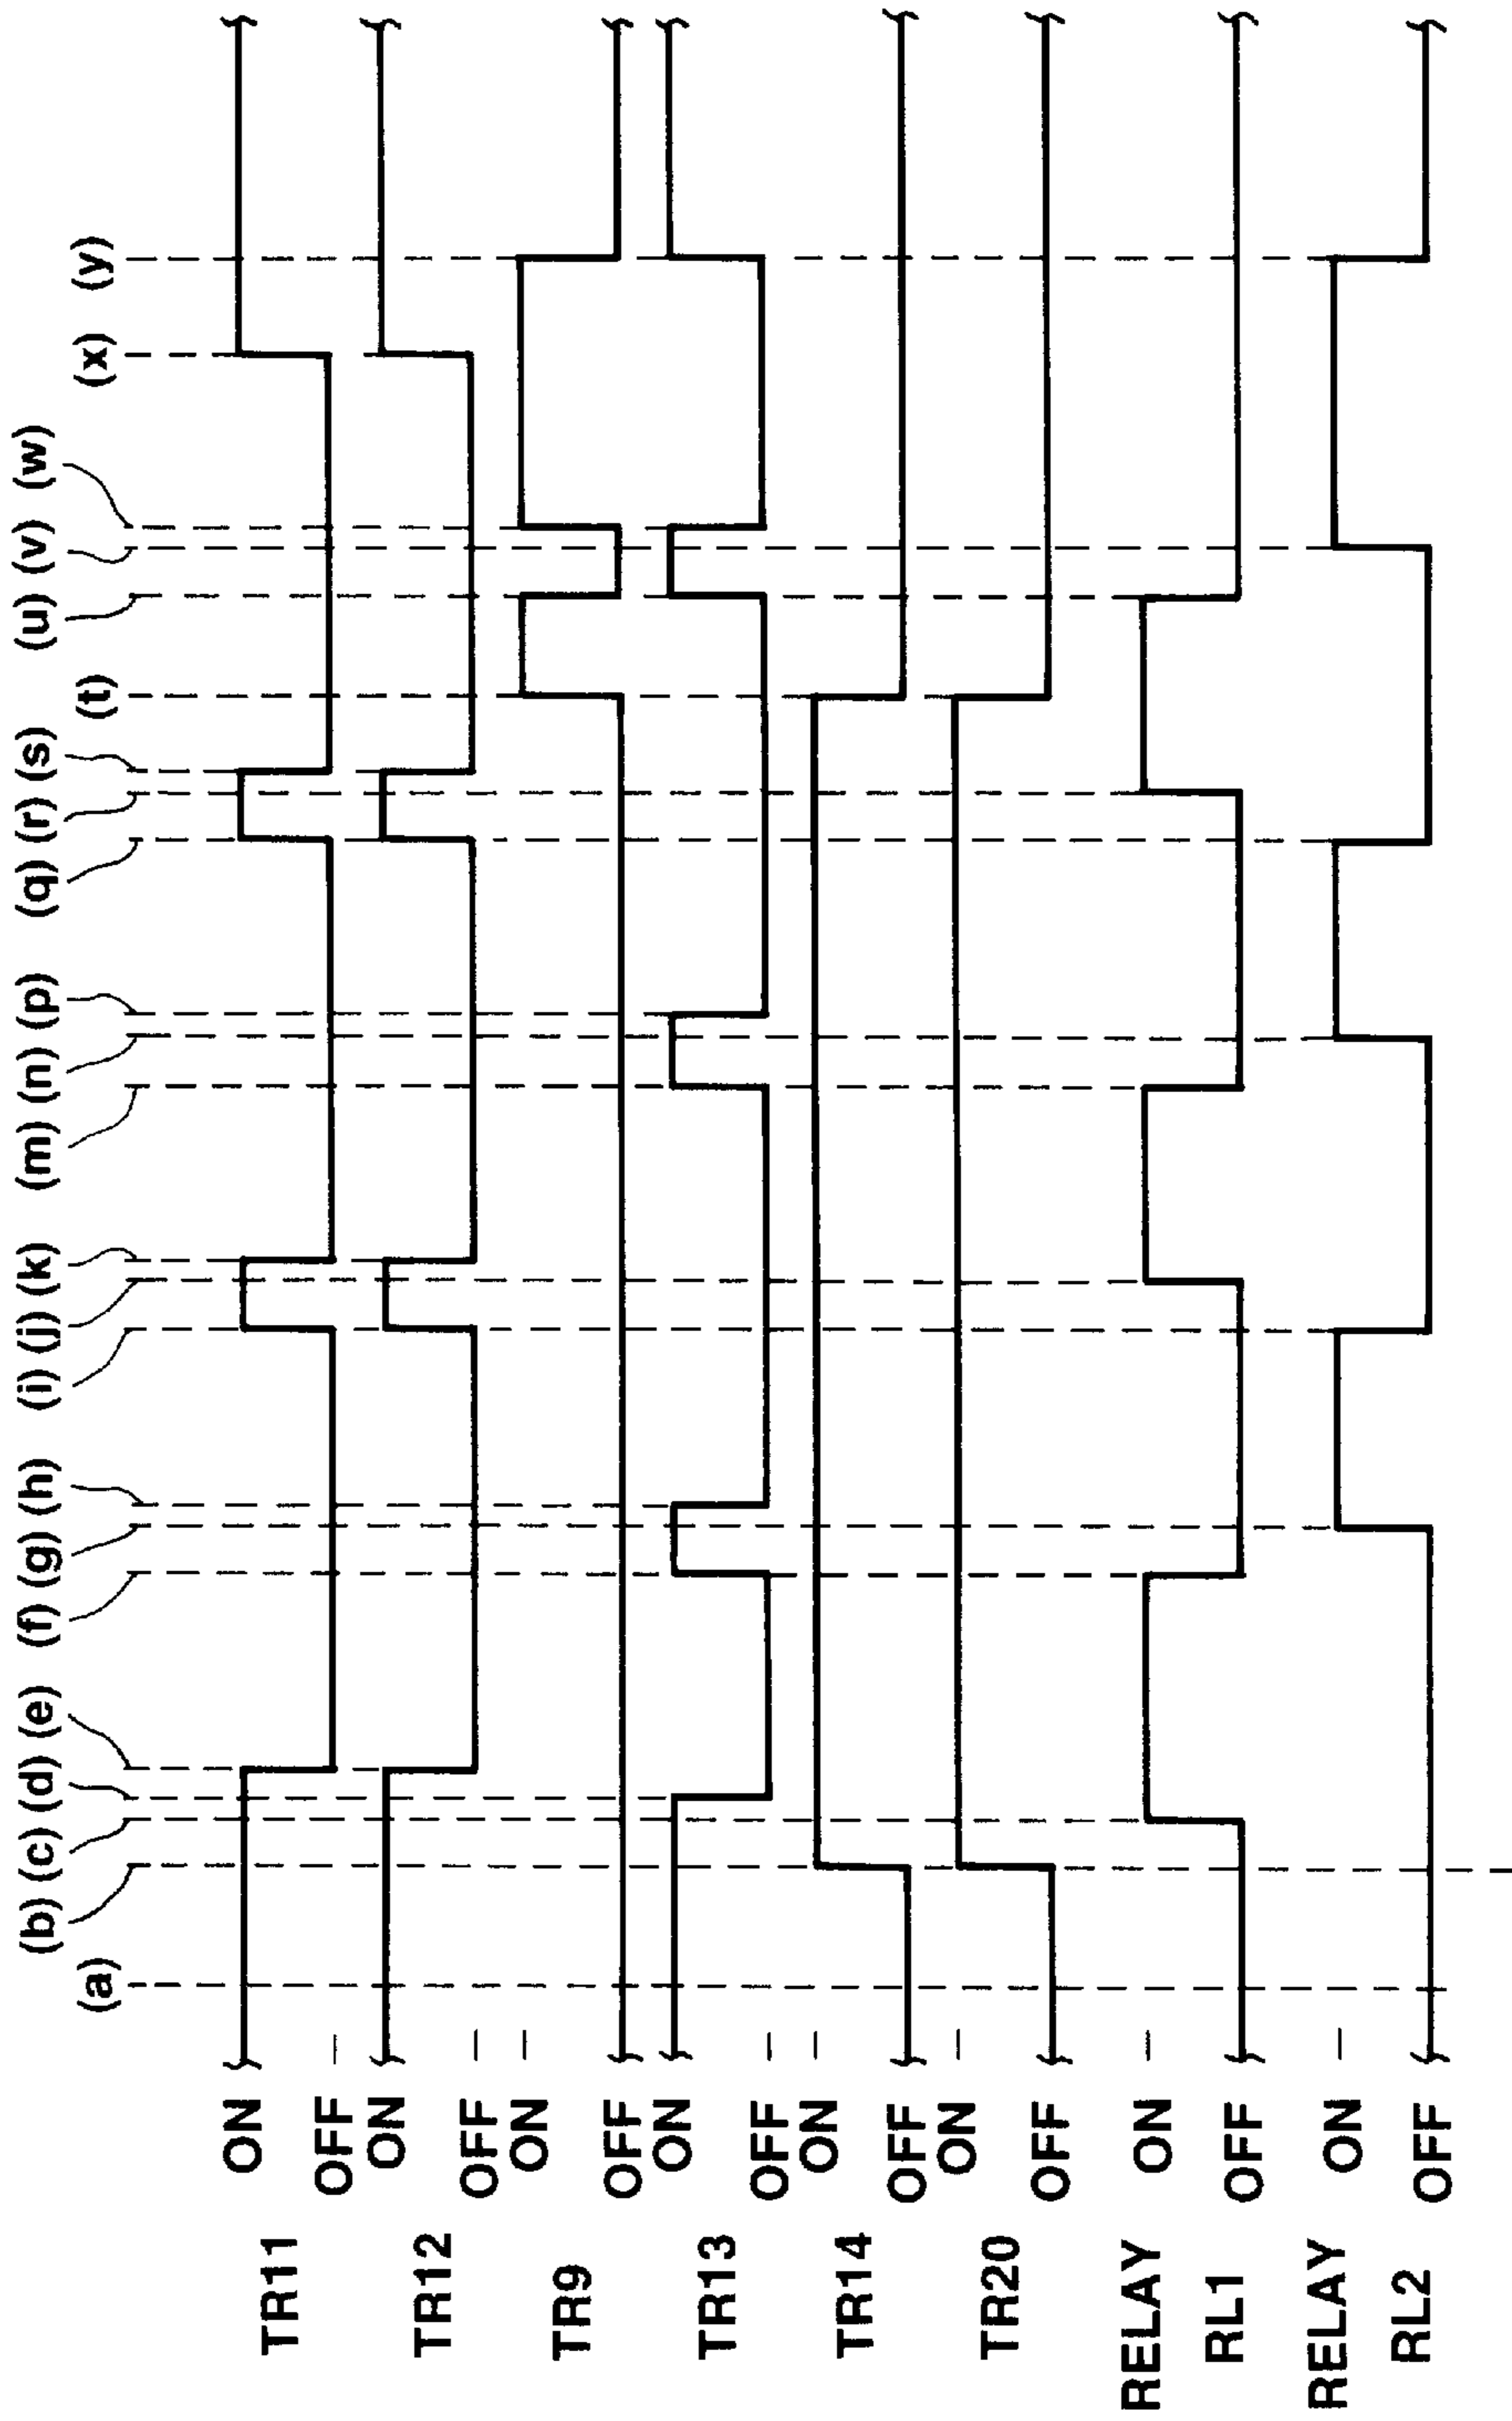 (a) (b) (c) (d) (e) (f) (g) (h) (i) (j) (k) (m) (n) (p) (q) (r) (s) (t) (u) (v) (w) (x) (y)
TR11 ON
OFF
TR12 ON
OFF
TR9 ON
OFF
TR13 ON
OFF
TR14 ON
OFF
TR20 ON
OFF
RELAY ON
RL1 OFF
RELAY ON
RL2 OFF